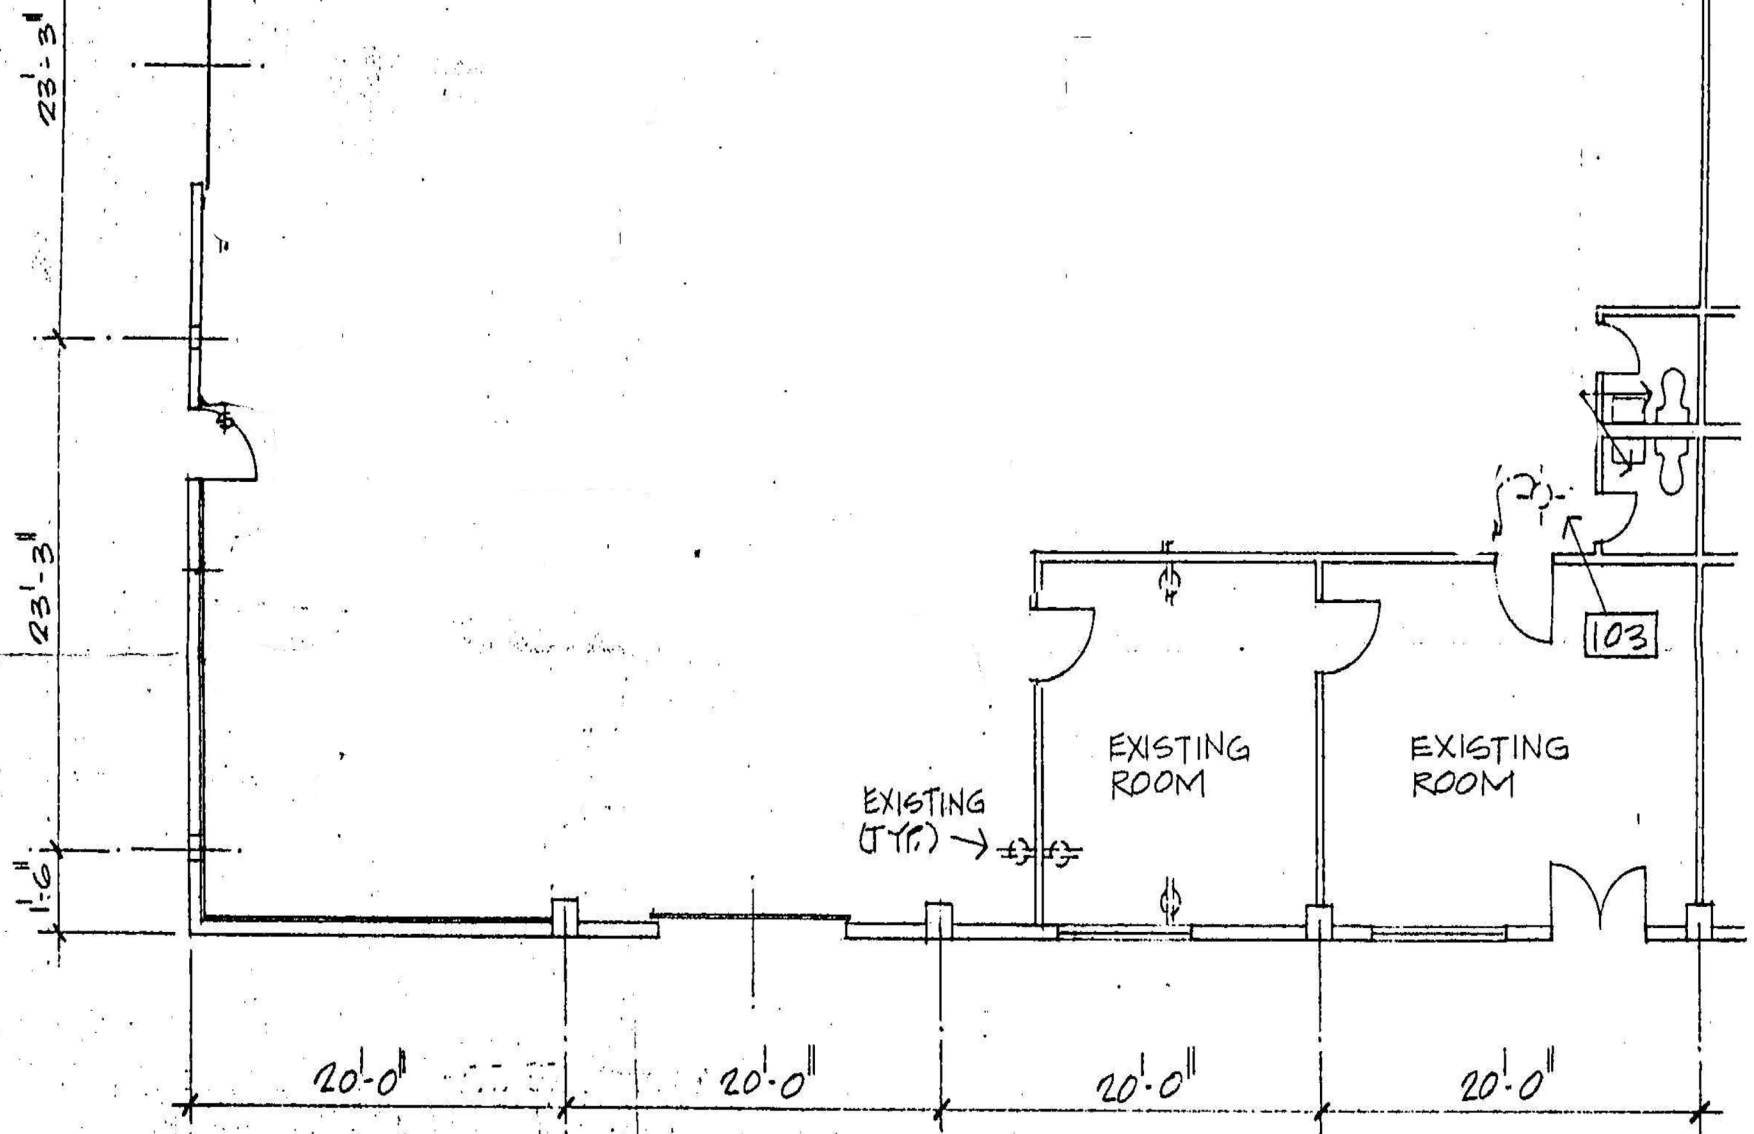 23'-3"
103
23'-3"
EXISTING
ROOM
EXISTING
ROOM
EXISTING
(TYP.)
1'-6"
20'-0"
20'-0"
20'-0"
20'-0"